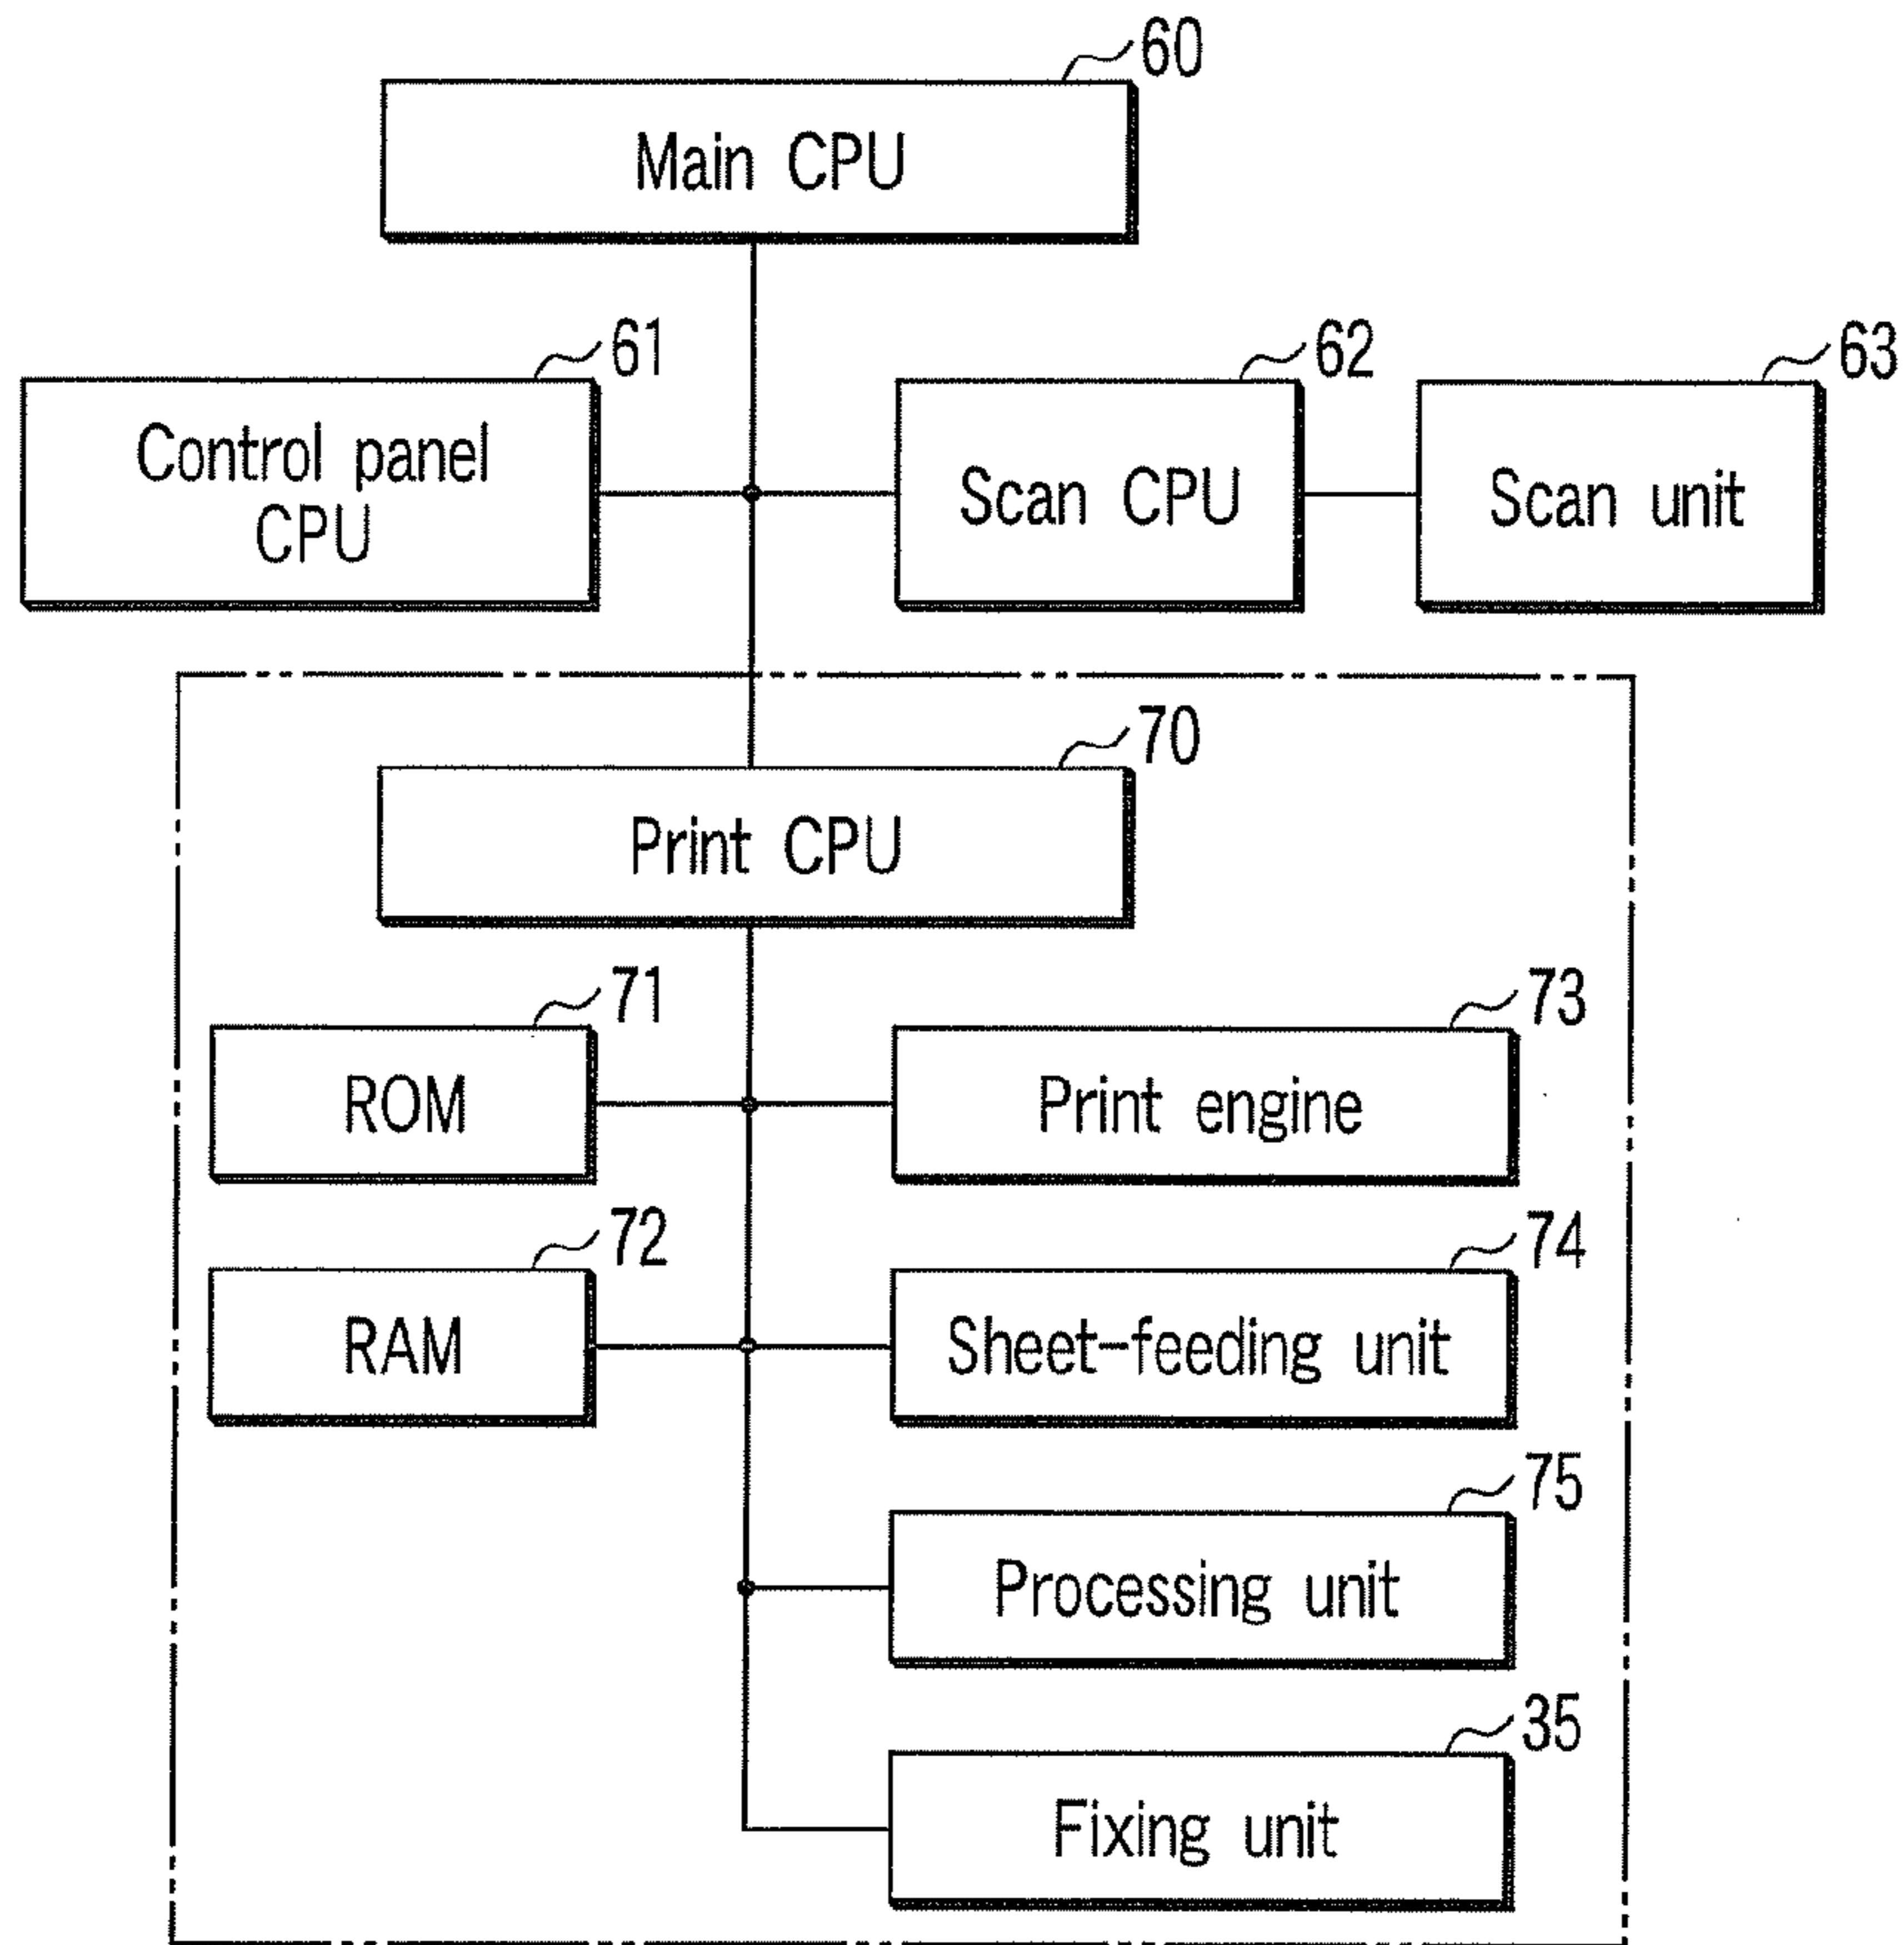 60
Main CPU
61
62
63
Control panel
CPU
Scan CPU
Scan unit
70
Print CPU
71
73
ROM
Print engine
72
74
RAM
Sheet-feeding unit
75
Processing unit
35
Fixing unit